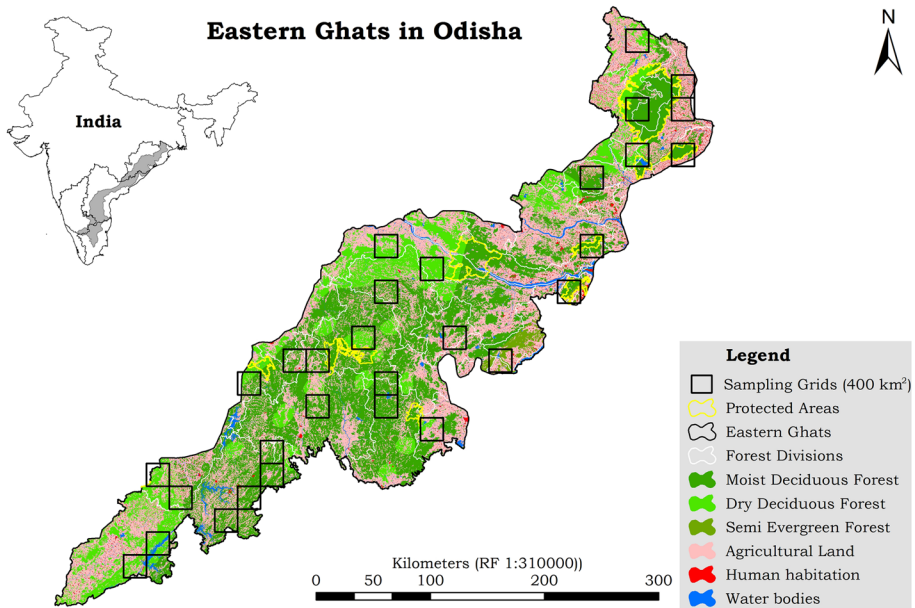 Eastern Ghats in Odisha
N
India
Legend
Sampling Grids (400 km²)
Protected Areas
Eastern Ghats
Forest Divisions
Moist Deciduous Forest
Dry Deciduous Forest
Semi Evergreen Forest
Agricultural Land
Human habitation
Water bodies
Kilometers (RF 1:310000))
0 50 100 200 300